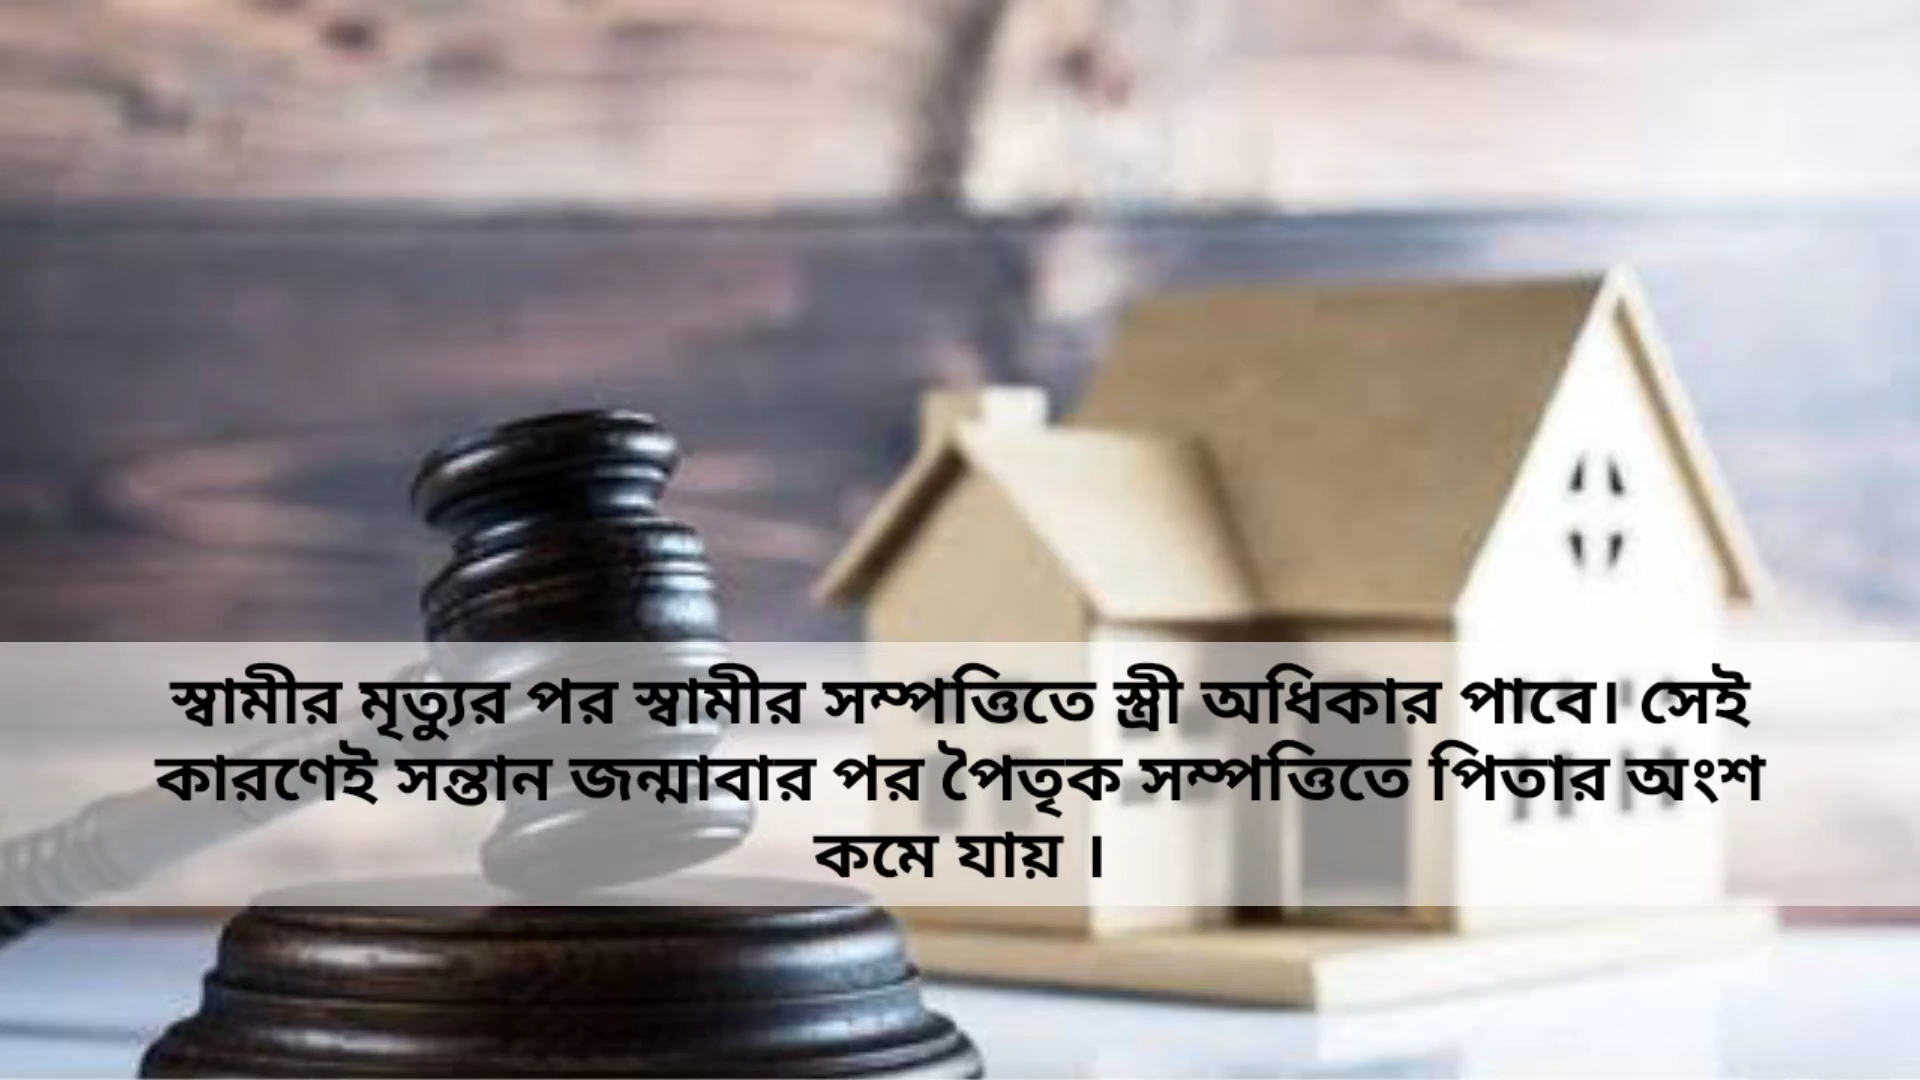 স্বামীর মৃত্যুর পর স্বামীর সম্পত্তিতে স্ত্রী অধিকার পাবে। সেই
কারণেই সন্তান জন্মাবার পর পৈতৃক সম্পত্তিতে পিতার অংশ
কমে যায় ।